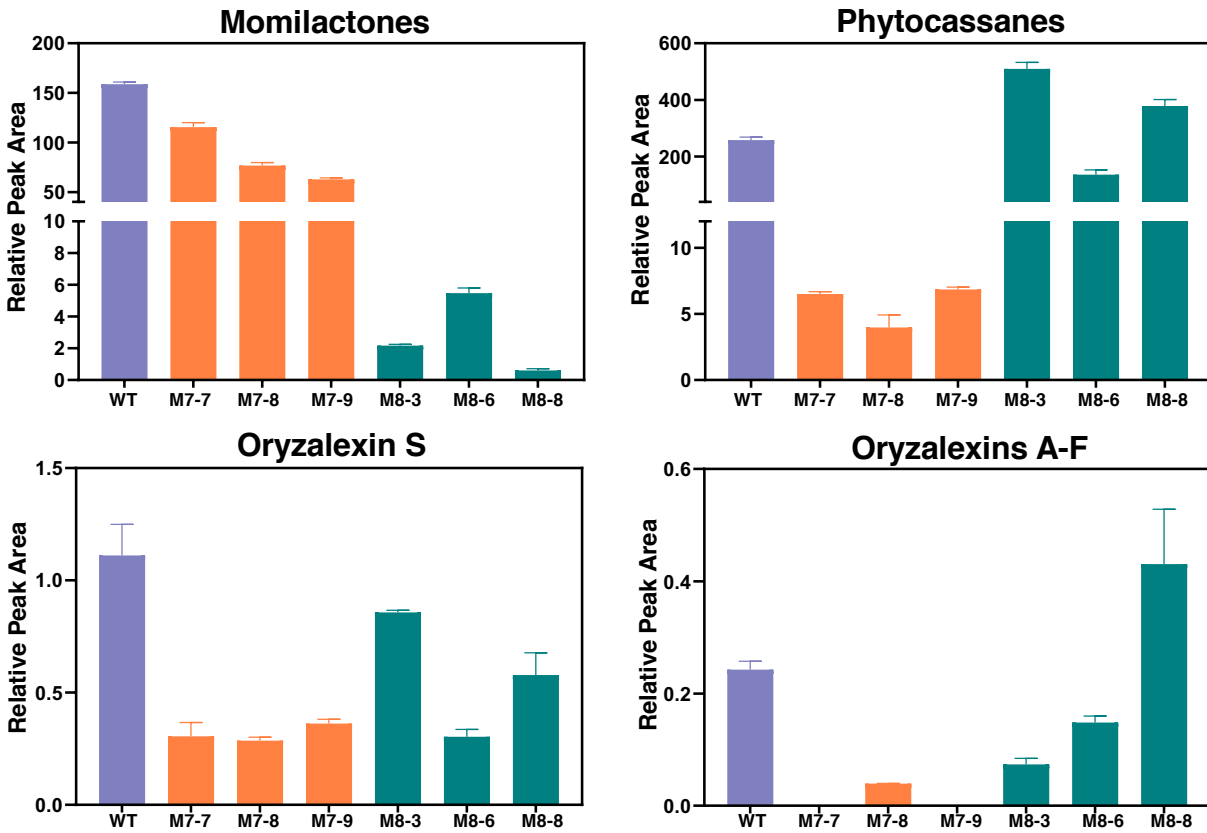 Momilactones
Relative Peak Area
200
150
100
50
10
8
6
4
2
0
WT M7-7 M7-8 M7-9 M8-3 M8-6 M8-8
Phytocassanes
Relative Peak Area
600
400
200
10
5
0
WT M7-7 M7-8 M7-9 M8-3 M8-6 M8-8
Oryzalexin S
Relative Peak Area
1.5
1.0
0.5
0.0
WT M7-7 M7-8 M7-9 M8-3 M8-6 M8-8
Oryzalexins A-F
Relative Peak Area
0.6
0.4
0.2
0.0
WT M7-7 M7-8 M7-9 M8-3 M8-6 M8-8